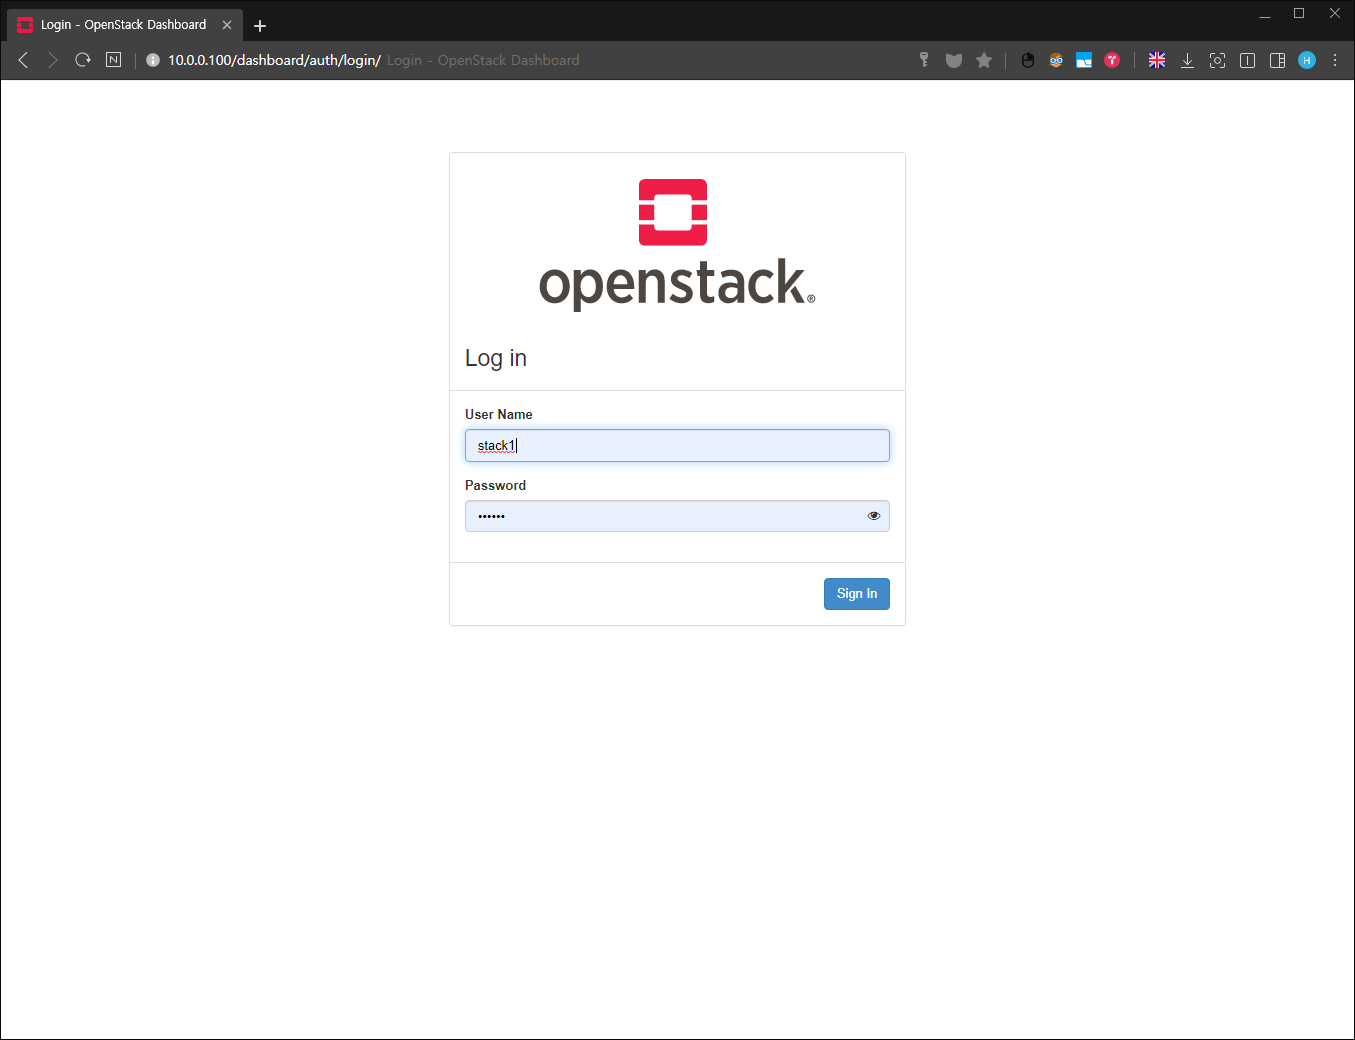 Login - OpenStack Dashboard
N
10.0.0.100/dashboard/auth/login/ Login - OpenStack Dashboard
H
openstack.®
Log in
User Name
stack1
Password
••••••
Sign In